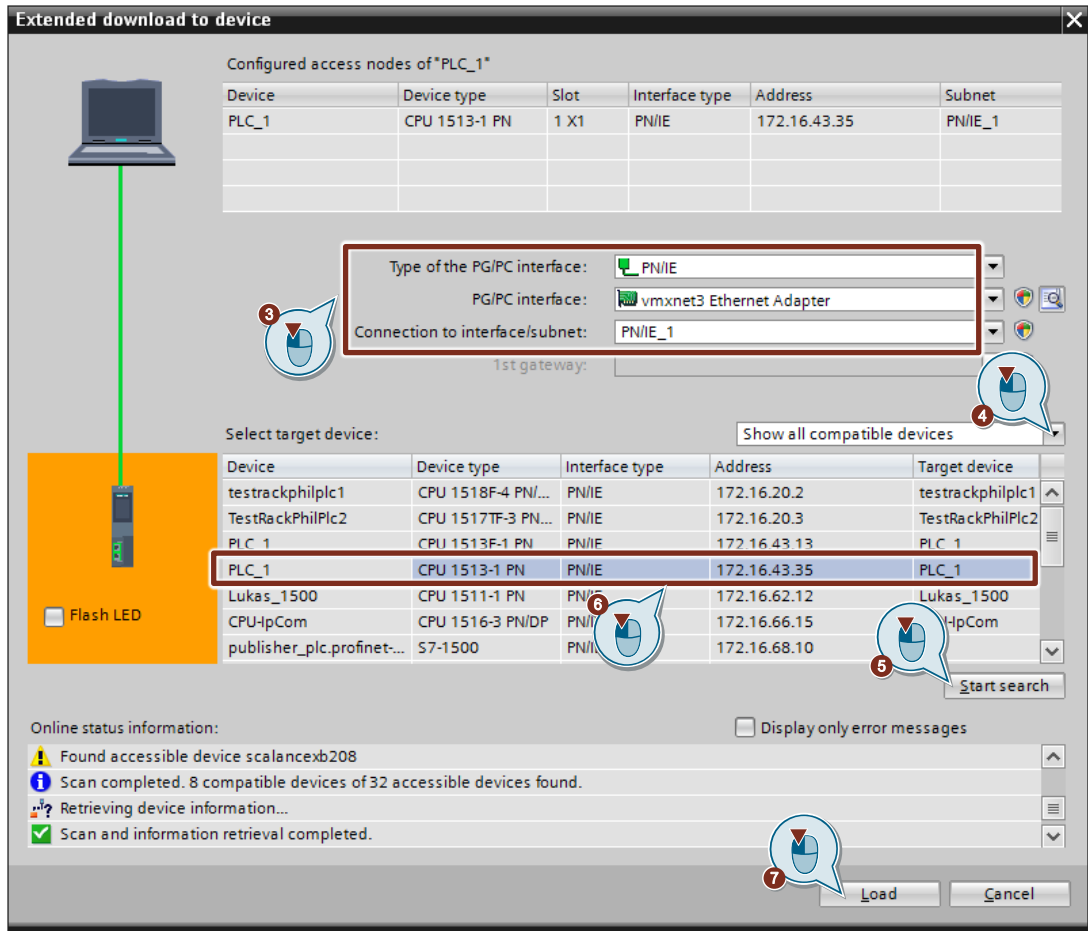 Extended download to device
Configured access nodes of "PLC_1"
Device Device type Slot Interface type Address Subnet
PLC_1 CPU 1513-1 PN 1 X1 PN/IE 172.16.43.35 PN/IE_1
Type of the PG/PC interface: PN/IE
PG/PC interface: vmxnet3 Ethernet Adapter
3
Connection to interface/subnet: PN/IE_1
1st gateway:
4
Select target device: Show all compatible devices
Device Device type Interface type Address Target device
testrackphilplc1 CPU 1518F-4 PN/... PN/IE 172.16.20.2 testrackphilplc1
TestRackPhilPlc2 CPU 1517TF-3 PN... PN/IE 172.16.20.3 TestRackPhilPlc2
PLC_1 CPU 1513F-1 PN PN/IE 172.16.43.13 PLC_1
PLC_1 CPU 1513-1 PN PN/IE 172.16.43.35 PLC_1
Lukas_1500 CPU 1511-1 PN PN/IE 172.16.62.12 Lukas_1500
6
Flash LED
CPU-IpCom CPU 1516-3 PN/DP PN/I 172.16.66.15 -IpCom
publisher_plc.profinet-... S7-1500 PN/I 172.16.68.10
5
Start search
Online status information: Display only error messages
Found accessible device scalancexb208
Scan completed. 8 compatible devices of 32 accessible devices found.
Retrieving device information...
Scan and information retrieval completed.
7
Load Cancel